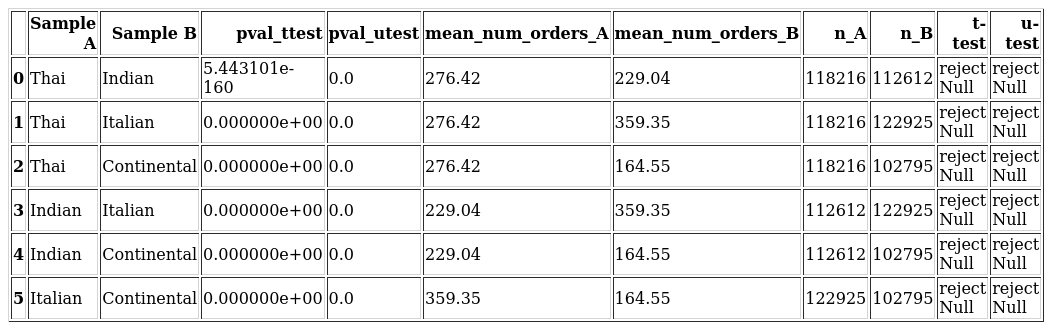 Sample A Sample B pval_ttest pval_utest mean_num_orders_A mean_num_orders_B n_A n_B t-test u-test
0 Thai Indian 5.443101e-160 0.0 276.42 229.04 118216 112612 reject Null reject Null
1 Thai Italian 0.000000e+00 0.0 276.42 359.35 118216 122925 reject Null reject Null
2 Thai Continental 0.000000e+00 0.0 276.42 164.55 118216 102795 reject Null reject Null
3 Indian Italian 0.000000e+00 0.0 229.04 359.35 112612 122925 reject Null reject Null
4 Indian Continental 0.000000e+00 0.0 229.04 164.55 112612 102795 reject Null reject Null
5 Italian Continental 0.000000e+00 0.0 359.35 164.55 122925 102795 reject Null reject Null